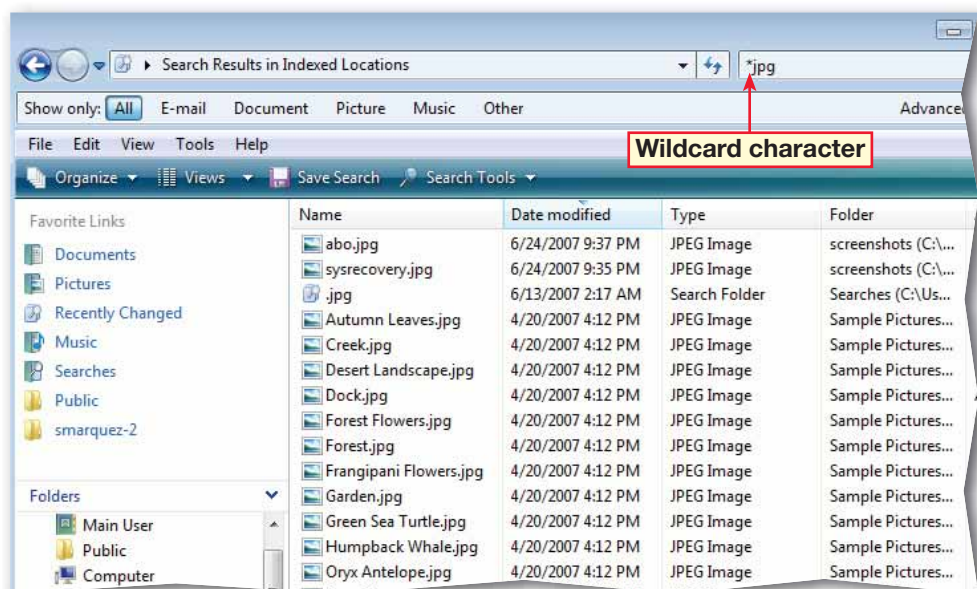 Search Results in Indexed Locations
*jpg
Show only: All E-mail Document Picture Music Other Advanced
File Edit View Tools Help
Wildcard character
Organize Views Save Search Search Tools
Favorite Links
Documents
Pictures
Recently Changed
Music
Searches
Public
smarquez-2
Folders
Main User
Public
Computer
Name Date modified Type Folder
abo.jpg 6/24/2007 9:37 PM JPEG Image screenshots (C:\...
sysrecovery.jpg 6/24/2007 9:35 PM JPEG Image screenshots (C:\...
.jpg 6/13/2007 2:17 AM Search Folder Searches (C:\Us...
Autumn Leaves.jpg 4/20/2007 4:12 PM JPEG Image Sample Pictures...
Creek.jpg 4/20/2007 4:12 PM JPEG Image Sample Pictures...
Desert Landscape.jpg 4/20/2007 4:12 PM JPEG Image Sample Pictures...
Dock.jpg 4/20/2007 4:12 PM JPEG Image Sample Pictures...
Forest Flowers.jpg 4/20/2007 4:12 PM JPEG Image Sample Pictures...
Forest.jpg 4/20/2007 4:12 PM JPEG Image Sample Pictures...
Frangipani Flowers.jpg 4/20/2007 4:12 PM JPEG Image Sample Pictures...
Garden.jpg 4/20/2007 4:12 PM JPEG Image Sample Pictures...
Green Sea Turtle.jpg 4/20/2007 4:12 PM JPEG Image Sample Pictures...
Humpback Whale.jpg 4/20/2007 4:12 PM JPEG Image Sample Pictures...
Oryx Antelope.jpg 4/20/2007 4:12 PM JPEG Image Sample Pictures...